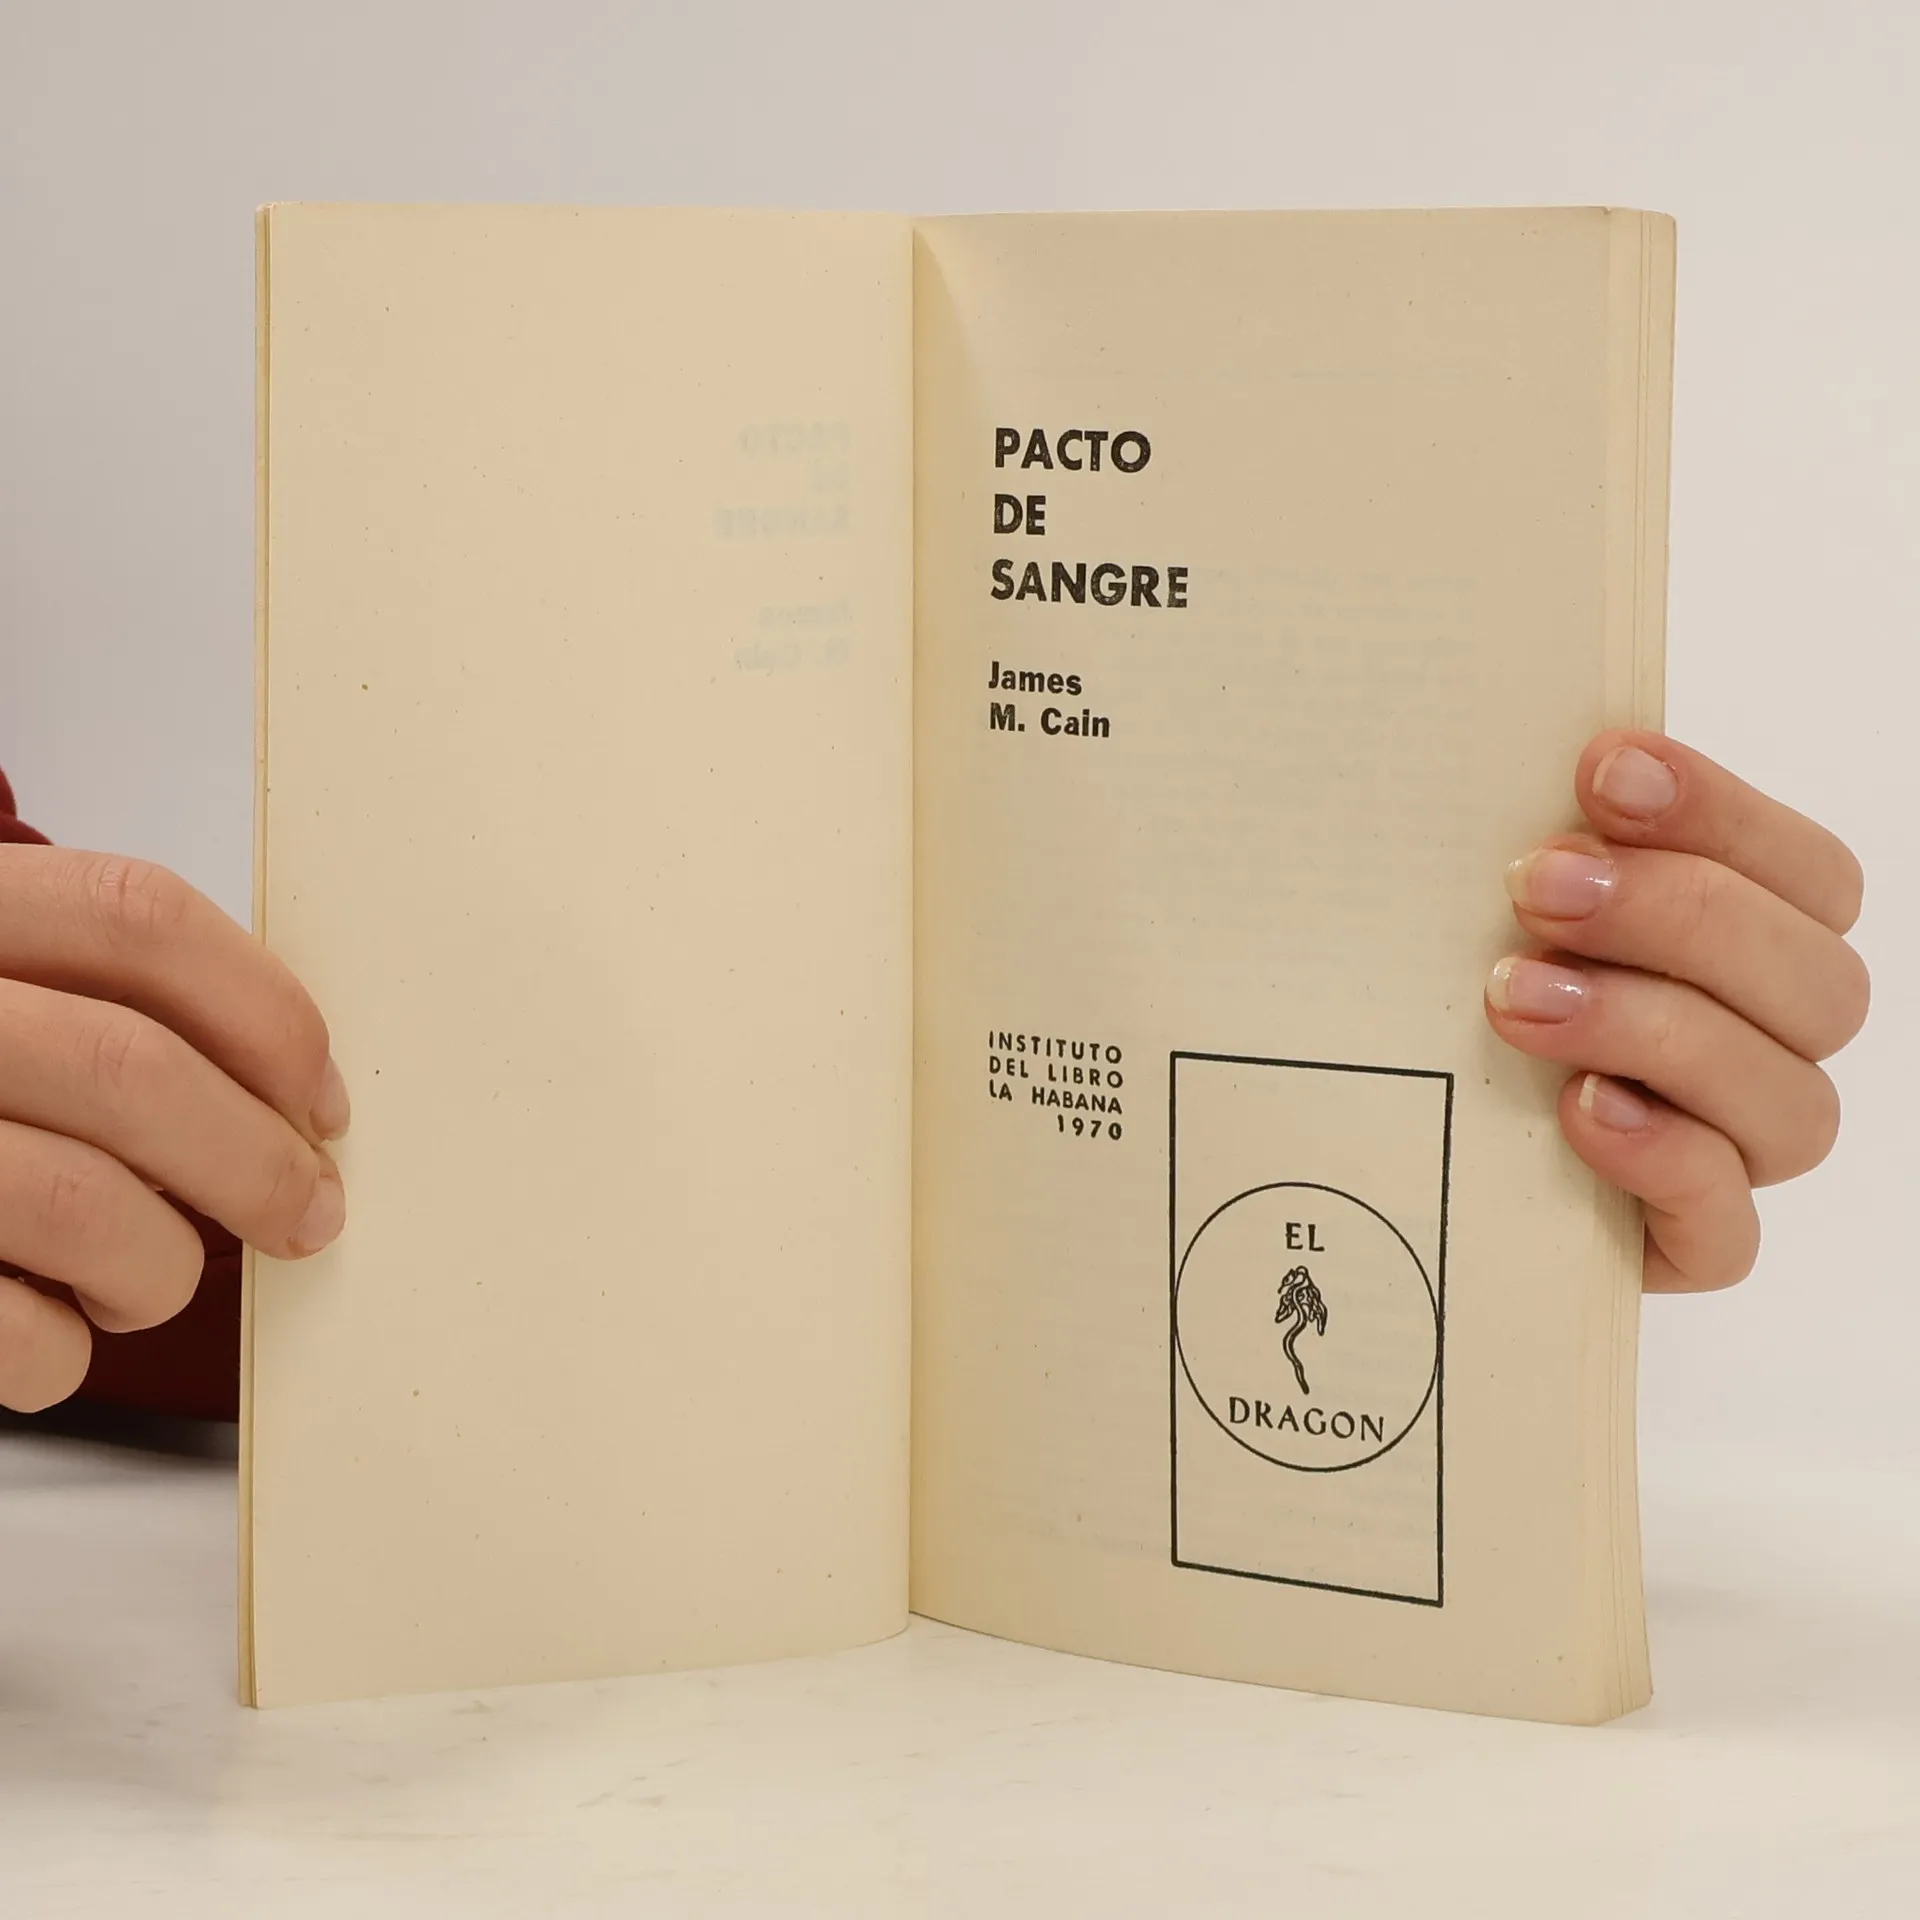 PACTO
DE
SANGRE
James
M. Cain
INSTITUTO
DEL LIBRO
LA HABANA
1970
EL
DRAGON